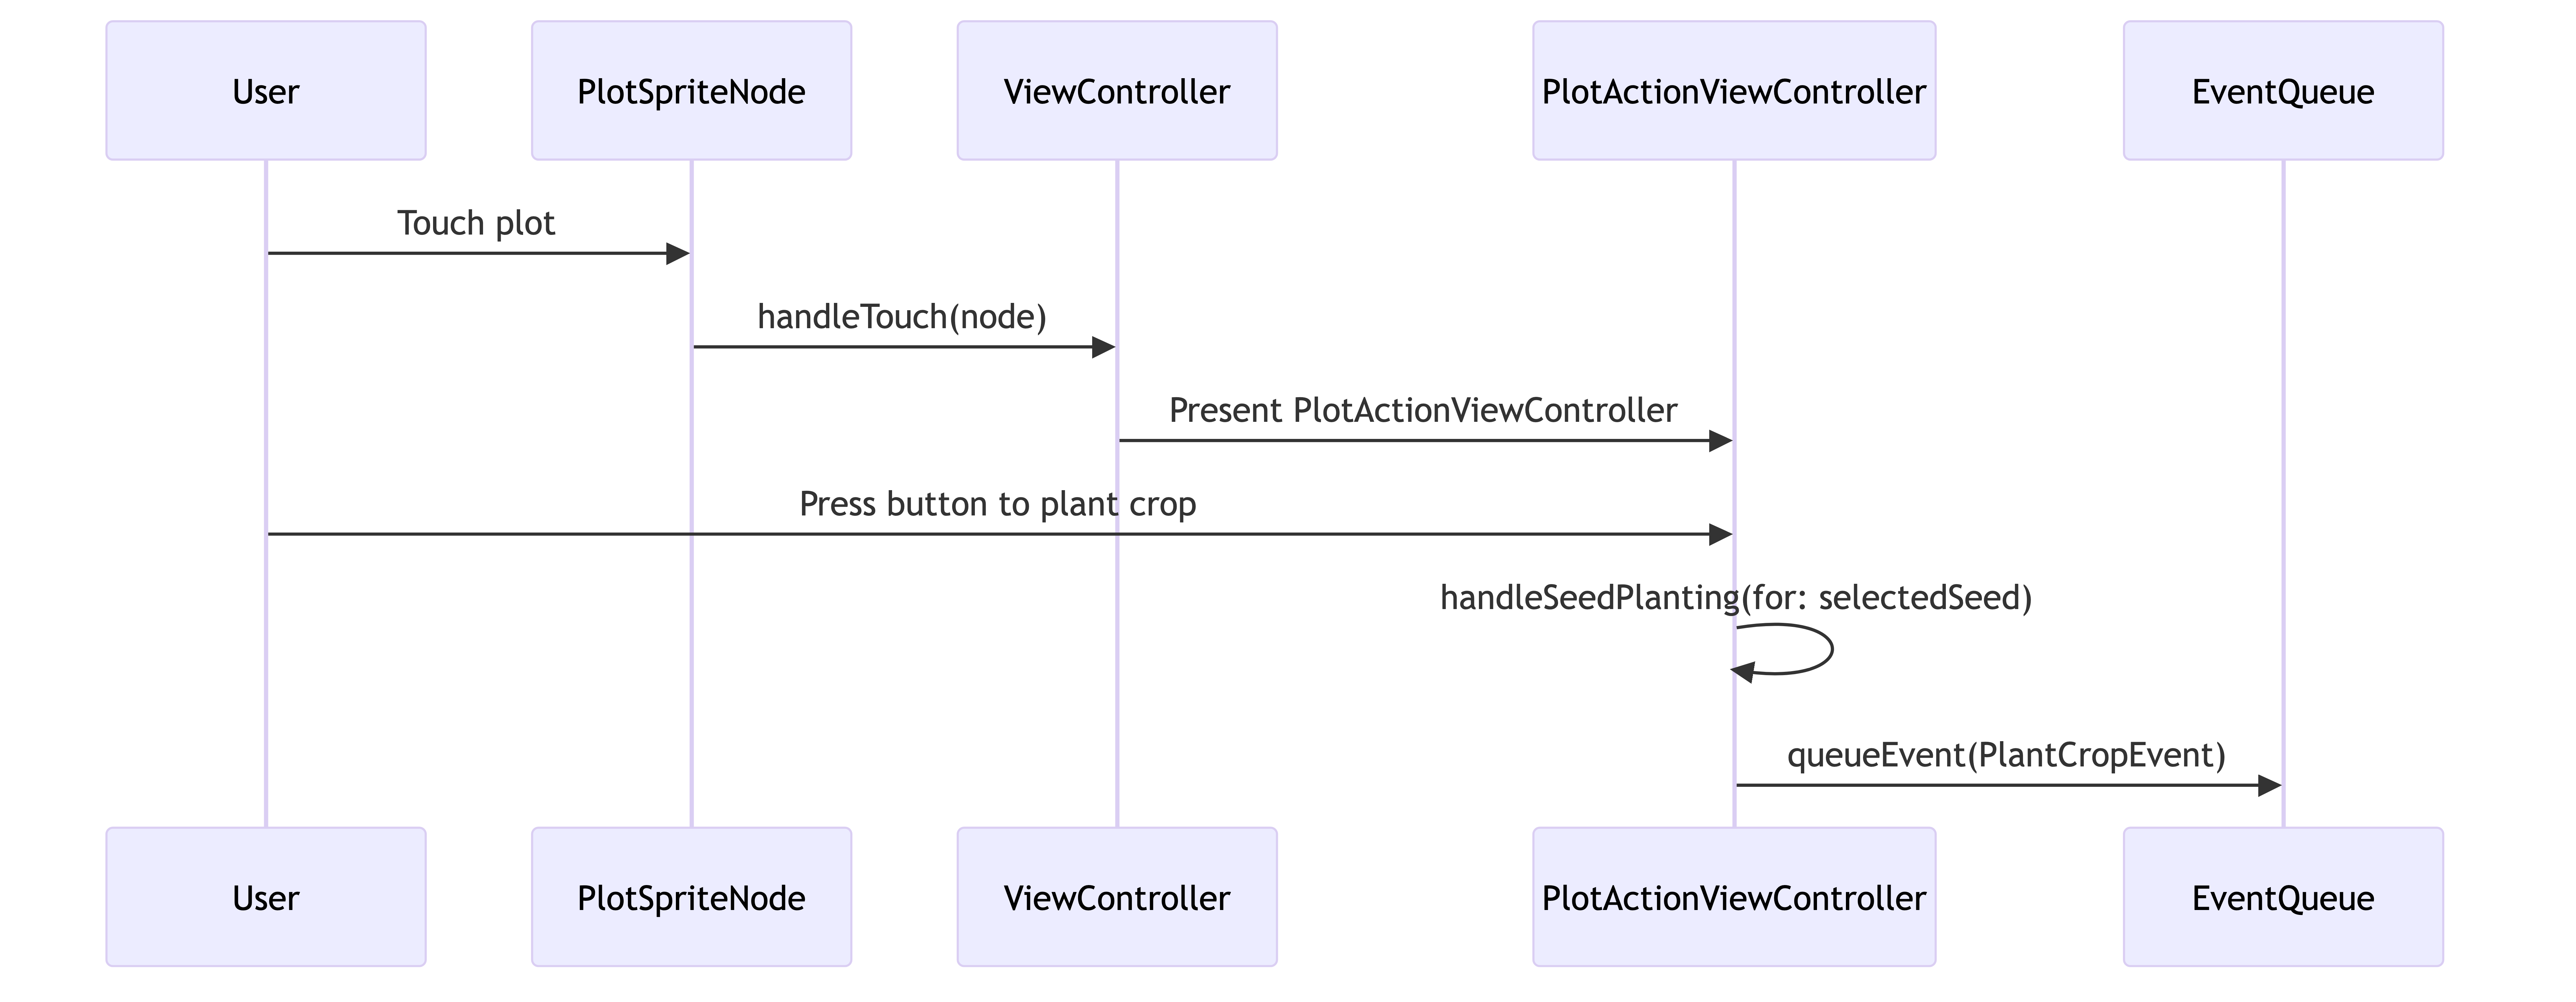 User
PlotSpriteNode
ViewController
PlotActionViewController
EventQueue
Touch plot
handleTouch(node)
Present PlotActionViewController
Press button to plant crop
handleSeedPlanting(for: selectedSeed)
queueEvent(PlantCropEvent)
User
PlotSpriteNode
ViewController
PlotActionViewController
EventQueue